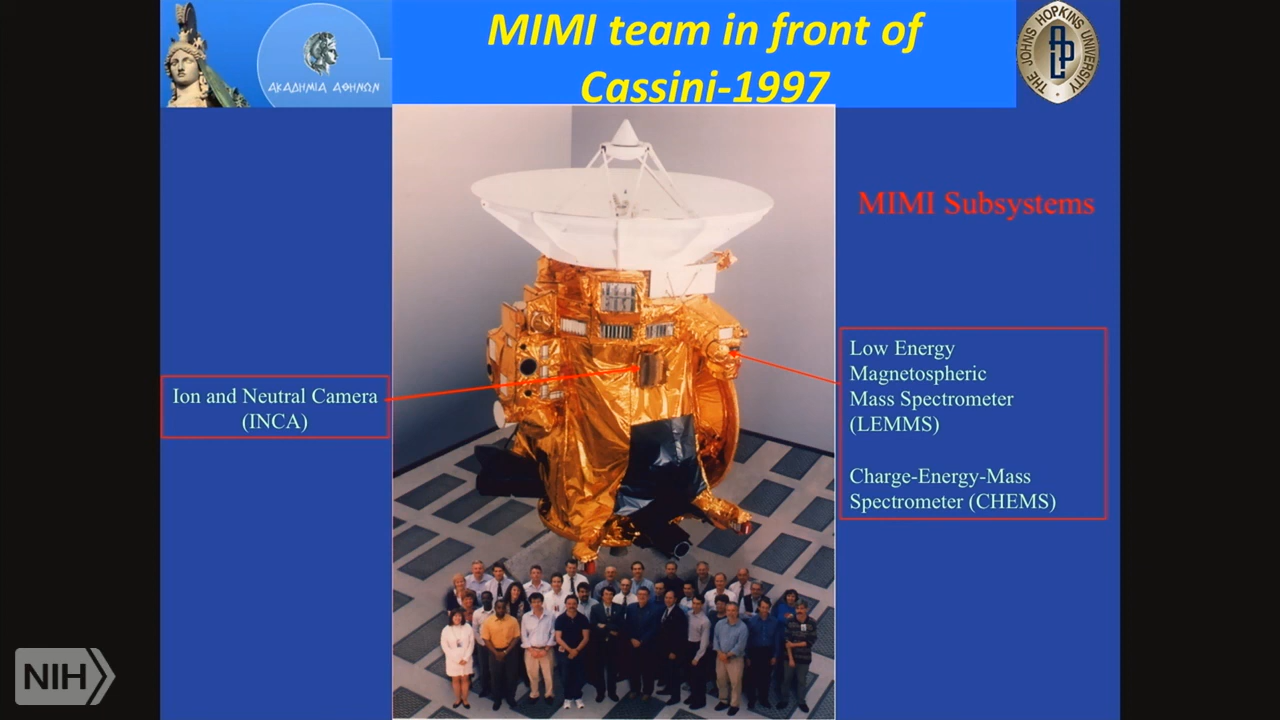 MIMI team in front of
Cassini-1997
ΑΚΑΔΗΜΙΑ ΑΘΗΝΩΝ
THE JOHNS HOPKINS UNIVERSITY
APL
MIMI Subsystems
Ion and Neutral Camera
(INCA)
Low Energy
Magnetospheric
Mass Spectrometer
(LEMMS)
Charge-Energy-Mass
Spectrometer (CHEMS)
NIH